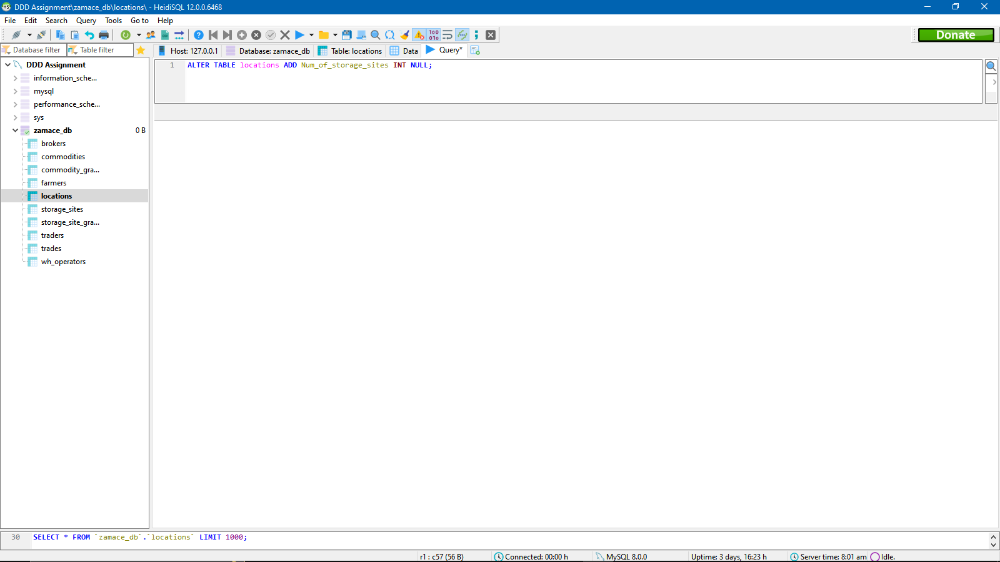 DDD Assignment\zamace_db\locations\ - HeidiSQL 12.0.0.6468
File Edit Search Query Tools Go to Help
Donate
Database filter Table filter
Host: 127.0.0.1 Database: zamace_db Table: locations Data Query*
DDD Assignment
information_sche...
mysql
performance_sche...
sys
zamace_db 0 B
brokers
commodities
commodity_gra...
farmers
locations
storage_sites
storage_site_gra...
traders
trades
wh_operators
1 ALTER TABLE locations ADD Num_of_storage_sites INT NULL;
30 SELECT * FROM `zamace_db`.`locations` LIMIT 1000;
r1 : c57 (56 B) Connected: 00:00 h MySQL 8.0.0 Uptime: 3 days, 16:23 h Server time: 8:01 am Idle.